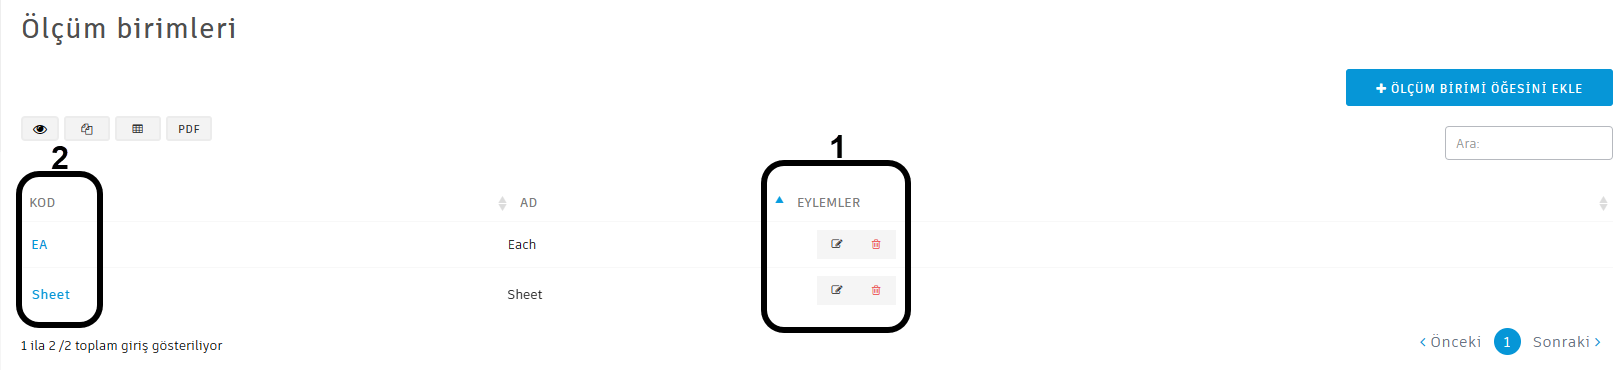 Ölçüm birimleri
ÖLÇÜM BİRİMİ ÖĞESİNİ EKLE
PDF
Ara:
2
1
KOD AD EYLEMLER
EA Each
Sheet Sheet
1 ila 2 /2 toplam giriş gösteriliyor
Önceki 1 Sonraki